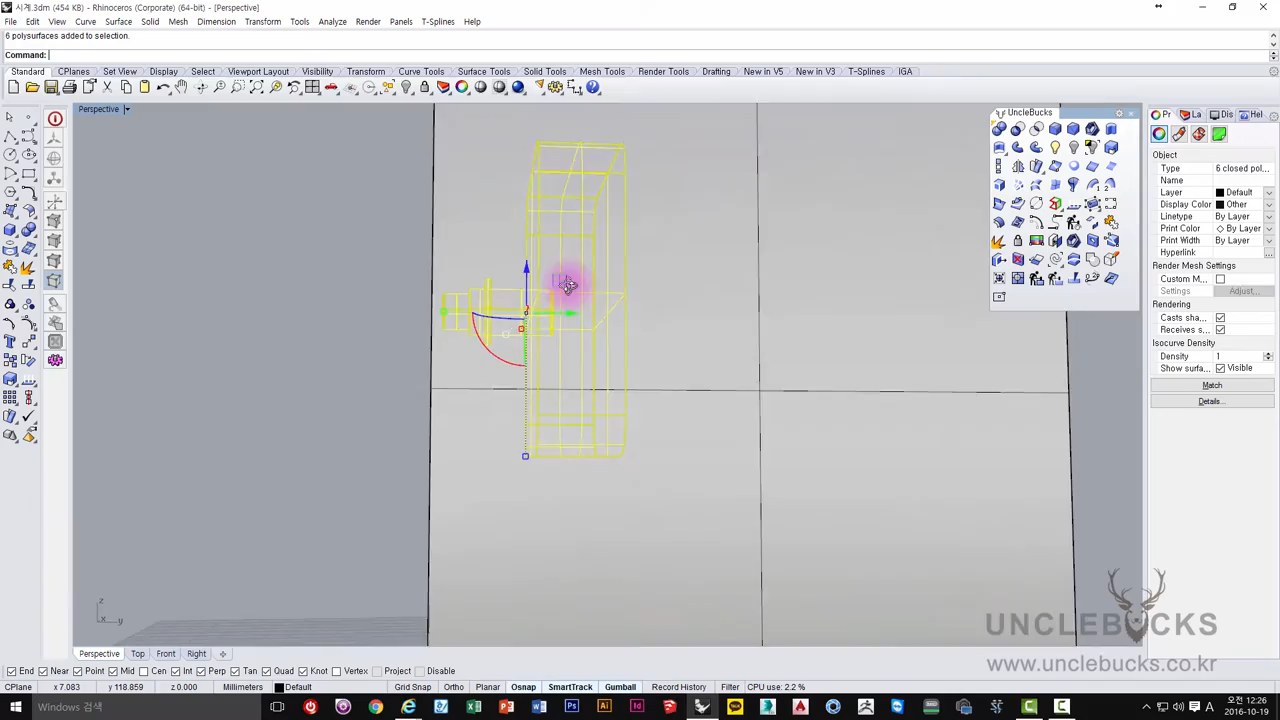 시계.3dm (454 KB) - Rhinoceros (Corporate) (64-bit) - [Perspective]
File Edit View Curve Surface Solid Mesh Dimension Transform Tools Analyze Render Panels T-Splines Help
6 polysurfaces added to selection.
Command:
Standard CPlanes Set View Display Select Viewport Layout Visibility Transform Curve Tools Surface Tools Solid Tools Mesh Tools Render Tools Drafting New in V5 New in V3 T-Splines IGA
Perspective
UncleBucks
Pr La Dis Hel
Object
Type 6 closed pol...
Name
Layer Default
Display Color Other
Linetype By Layer
Print Color By Layer
Print Width By Layer
Hyperlink
Render Mesh Settings
Custom M...
Settings Adjust...
Rendering
Casts sha...
Receives s...
Isocurve Density
Density 1
Show surfa... Visible
Match
Details...
z
x y
UNCLEBUCKS
www.unclebucks.co.kr
Perspective Top Front Right
End Near Point Mid Cen Int Perp Tan Quad Knot Vertex Project Disable
CPlane x 7.083 y 118.859 z 0.000 Millimeters Default Grid Snap Ortho Planar Osnap SmartTrack Gumball Record History Filter CPU use: 2.2 %
Windows 검색
A 오전 12:26
2016-10-19